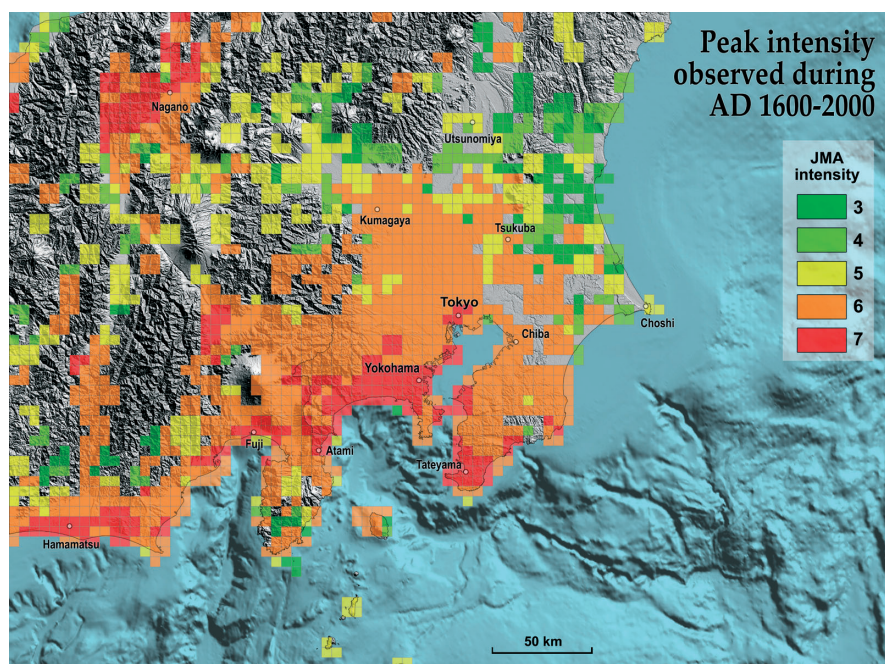 Peak intensity
observed during
AD 1600-2000
JMA
intensity
3
4
5
6
7
Nagano
Utsunomiya
Kumagaya
Tsukuba
Tokyo
Choshi
Chiba
Yokohama
Fuji
Atami
Tateyama
Hamamatsu
50 km